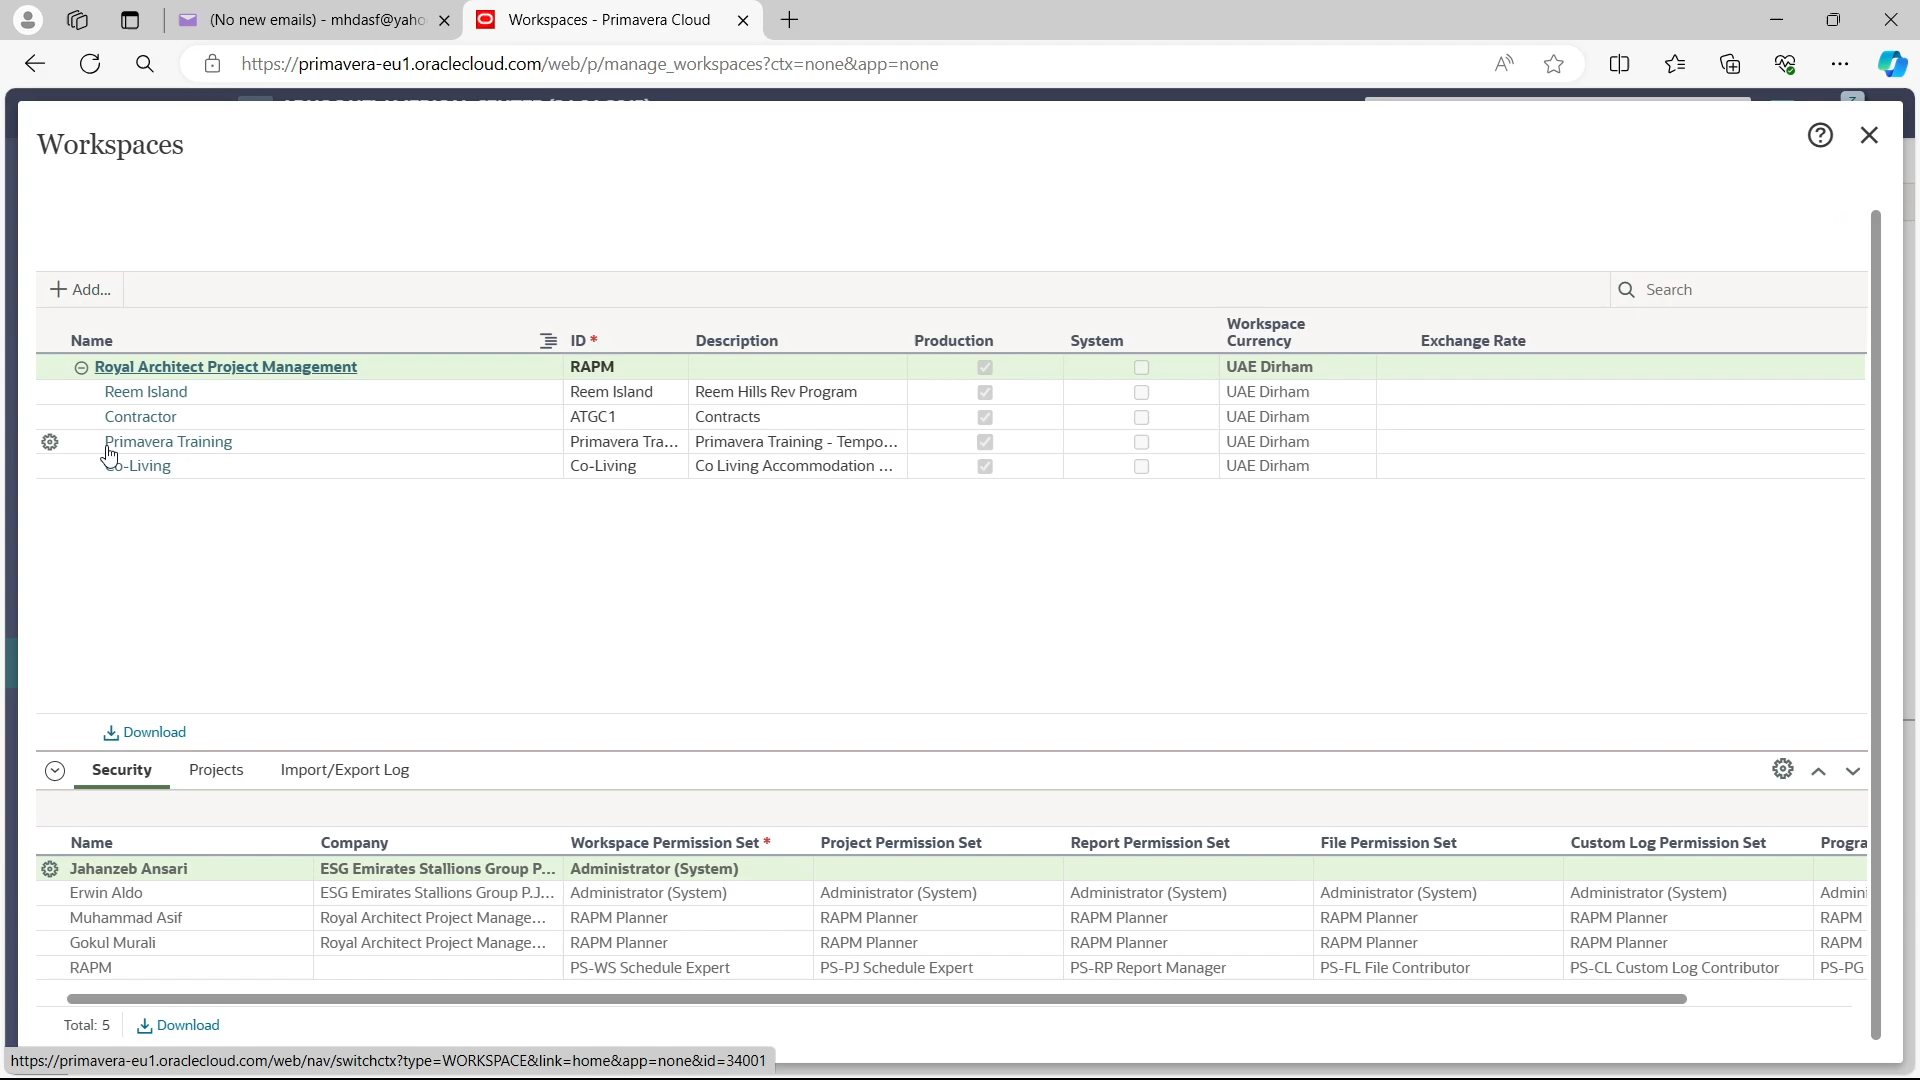 (No new emails) - mhdasf@yaho
Workspaces - Primavera Cloud
https://primavera-eu1.oraclecloud.com/web/p/manage_workspaces?ctx=none&app=none
Workspaces
Add...
Search
Name ID * Description Production System Workspace Currency Exchange Rate
Royal Architect Project Management RAPM UAE Dirham
Reem Island Reem Island Reem Hills Rev Program UAE Dirham
Contractor ATGC1 Contracts UAE Dirham
Primavera Training Primavera Tra... Primavera Training - Tempo... UAE Dirham
Co-Living Co-Living Co Living Accommodation ... UAE Dirham
Download
Security Projects Import/Export Log
Name Company Workspace Permission Set * Project Permission Set Report Permission Set File Permission Set Custom Log Permission Set Progra
Jahanzeb Ansari ESG Emirates Stallions Group P... Administrator (System)
Erwin Aldo ESG Emirates Stallions Group P.J... Administrator (System) Administrator (System) Administrator (System) Administrator (System) Administrator (System) Admini
Muhammad Asif Royal Architect Project Manage... RAPM Planner RAPM Planner RAPM Planner RAPM Planner RAPM Planner RAPM
Gokul Murali Royal Architect Project Manage... RAPM Planner RAPM Planner RAPM Planner RAPM Planner RAPM Planner RAPM
RAPM PS-WS Schedule Expert PS-PJ Schedule Expert PS-RP Report Manager PS-FL File Contributor PS-CL Custom Log Contributor PS-PG
Total: 5 Download
https://primavera-eu1.oraclecloud.com/web/nav/switchctx?type=WORKSPACE&link=home&app=none&id=34001